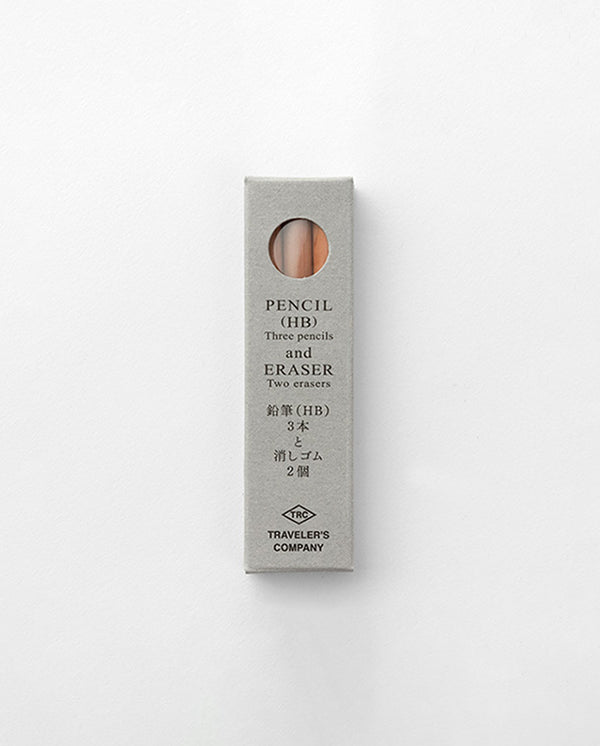 PENCIL
(HB)
Three pencils
and
ERASER
Two erasers
鉛筆(HB)
3本
と
消しゴム
2個
TRC
TRAVELER'S
COMPANY